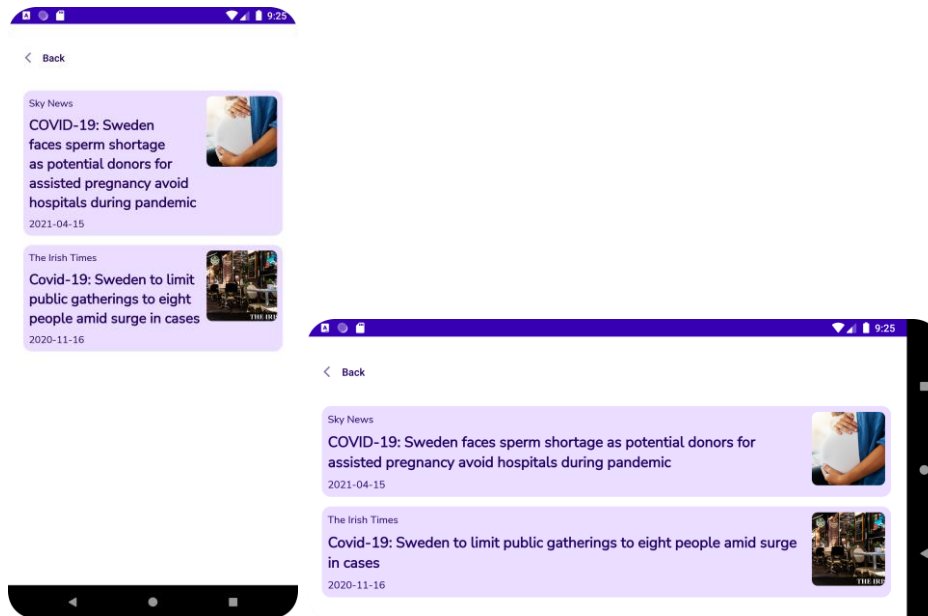 9:25
Back
Sky News
COVID-19: Sweden
faces sperm shortage
as potential donors for
assisted pregnancy avoid
hospitals during pandemic
2021-04-15
The Irish Times
Covid-19: Sweden to limit
public gatherings to eight
people amid surge in cases
THE IRI
2020-11-16
9:25
Back
Sky News
COVID-19: Sweden faces sperm shortage as potential donors for
assisted pregnancy avoid hospitals during pandemic
2021-04-15
The Irish Times
Covid-19: Sweden to limit public gatherings to eight people amid surge
in cases
THE IRI
2020-11-16